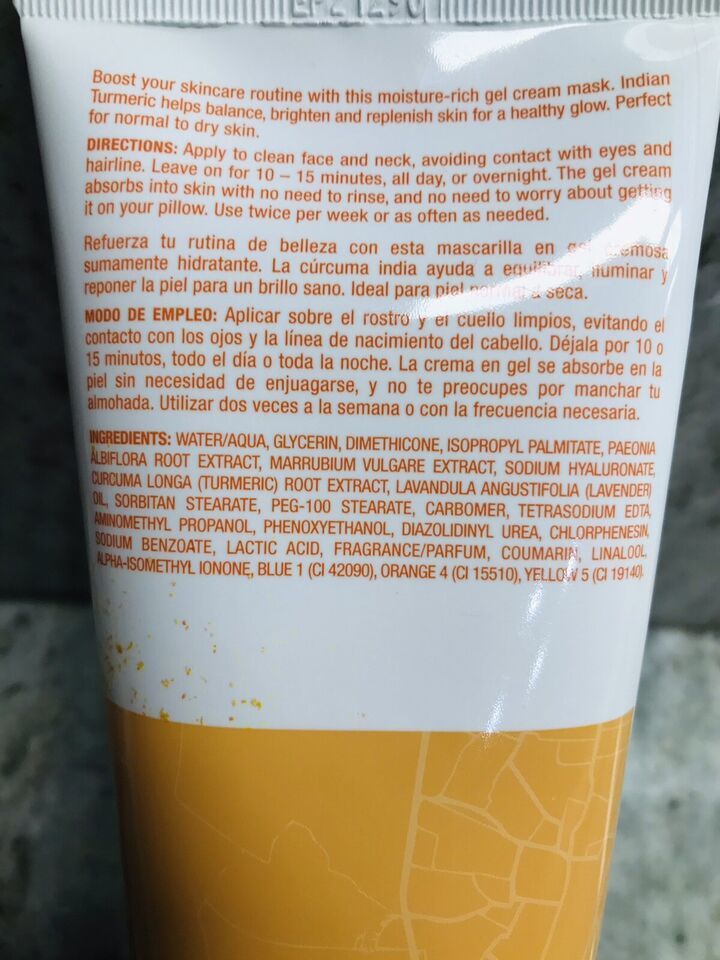 Boost your skincare routine with this moisture-rich gel cream mask. Indian
Turmeric helps balance, brighten and replenish skin for a healthy glow. Perfect
for normal to dry skin.
DIRECTIONS: Apply to clean face and neck, avoiding contact with eyes and
hairline. Leave on for 10 – 15 minutes, all day, or overnight. The gel cream
absorbs into skin with no need to rinse, and no need to worry about getting
it on your pillow. Use twice per week or as often as needed.
Refuerza tu rutina de belleza con esta mascarilla en gel cremosa
sumamente hidratante. La cúrcuma india ayuda a equilibrar, iluminar y
reponer la piel para un brillo sano. Ideal para piel normal a seca.
MODO DE EMPLEO: Aplicar sobre el rostro y el cuello limpios, evitando el
contacto con los ojos y la línea de nacimiento del cabello. Déjala por 10 o
15 minutos, todo el día o toda la noche. La crema en gel se absorbe en la
piel sin necesidad de enjuagarse, y no te preocupes por manchar tu
almohada. Utilizar dos veces a la semana o con la frecuencia necesaria.
INGREDIENTS: WATER/AQUA, GLYCERIN, DIMETHICONE, ISOPROPYL PALMITATE, PAEONIA
ALBIFLORA ROOT EXTRACT, MARRUBIUM VULGARE EXTRACT, SODIUM HYALURONATE,
CURCUMA LONGA (TURMERIC) ROOT EXTRACT, LAVANDULA ANGUSTIFOLIA (LAVENDER)
OIL, SORBITAN STEARATE, PEG-100 STEARATE, CARBOMER, TETRASODIUM EDTA,
AMINOMETHYL PROPANOL, PHENOXYETHANOL, DIAZOLIDINYL UREA, CHLORPHENESIN,
SODIUM BENZOATE, LACTIC ACID, FRAGRANCE/PARFUM, COUMARIN, LINALOOL,
ALPHA-ISOMETHYL IONONE, BLUE 1 (CI 42090), ORANGE 4 (CI 15510), YELLOW 5 (CI 19140).